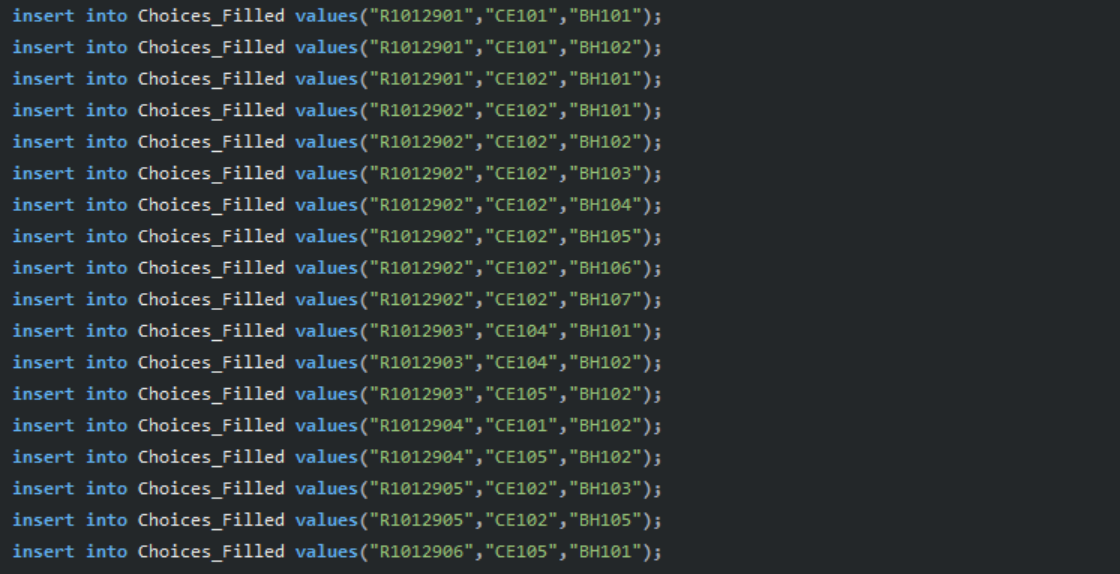 insert into Choices_Filled values("R1012901","CE101","BH101");
insert into Choices_Filled values("R1012901","CE101","BH102");
insert into Choices_Filled values("R1012901","CE102","BH101");
insert into Choices_Filled values("R1012902","CE102","BH101");
insert into Choices_Filled values("R1012902","CE102","BH102");
insert into Choices_Filled values("R1012902","CE102","BH103");
insert into Choices_Filled values("R1012902","CE102","BH104");
insert into Choices_Filled values("R1012902","CE102","BH105");
insert into Choices_Filled values("R1012902","CE102","BH106");
insert into Choices_Filled values("R1012902","CE102","BH107");
insert into Choices_Filled values("R1012903","CE104","BH101");
insert into Choices_Filled values("R1012903","CE104","BH102");
insert into Choices_Filled values("R1012903","CE105","BH102");
insert into Choices_Filled values("R1012904","CE101","BH102");
insert into Choices_Filled values("R1012904","CE105","BH102");
insert into Choices_Filled values("R1012905","CE102","BH103");
insert into Choices_Filled values("R1012905","CE102","BH105");
insert into Choices_Filled values("R1012906","CE105","BH101");